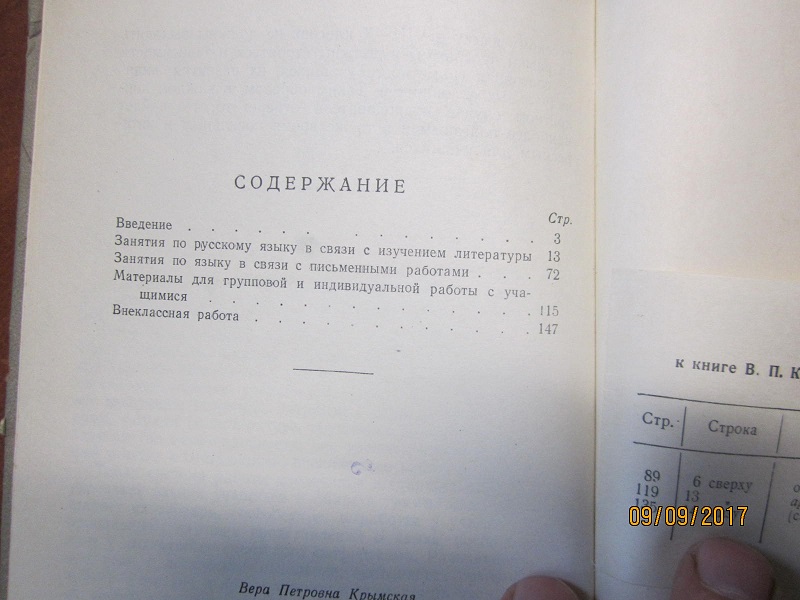 СОДЕРЖАНИЕ
Стр.
Введение . . . . . . . . . . . . 3
Занятия по русскому языку в связи с изучением литературы 13
Занятия по языку в связи с письменными работами . . . 72
Материалы для групповой и индивидуальной работы с уча-
щимися . . . . . . . . . . . . 115
Внеклассная работа . . . . . . . . . . . 147
Вера Петровна Крымская
к книге В. П. К
Стр. Строка
89 6 сверху
119 13 "
09/09/2017